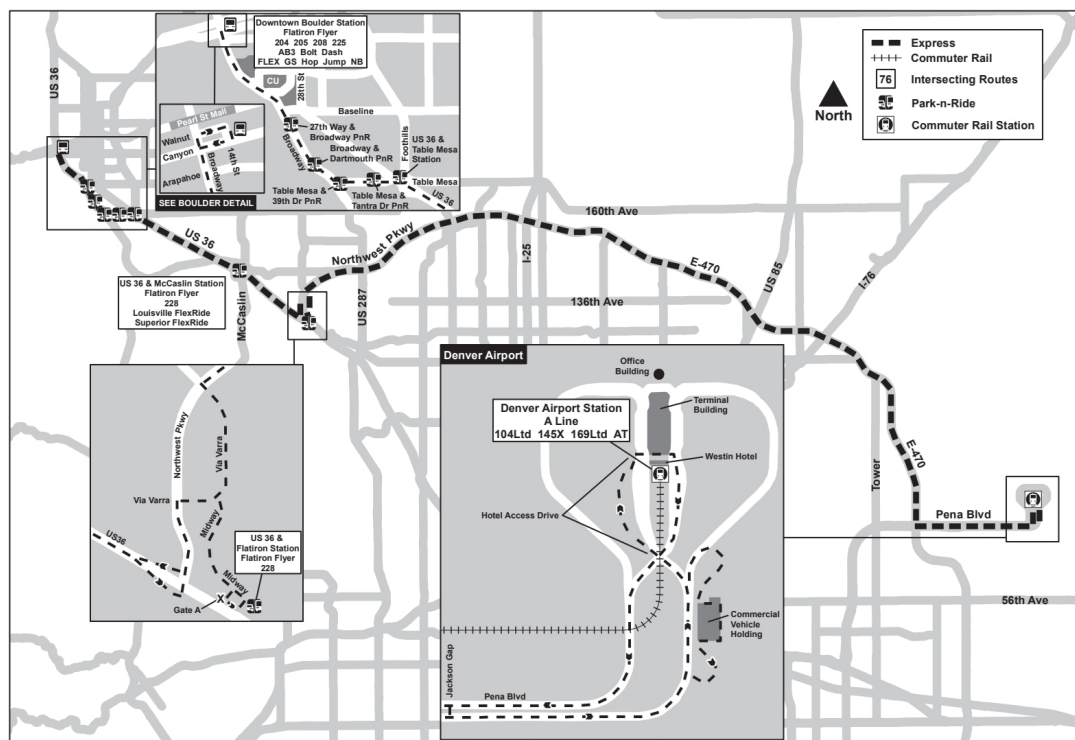 US 36
Downtown Boulder Station
Flatiron Flyer
204 205 208 225
AB3 Bolt Dash
FLEX GS Hop Jump NB
CU
28th St
Baseline
Pearl St Mall
Walnut
Canyon
Arapahoe
Broadway
14th St
SEE BOULDER DETAIL
27th Way &
Broadway PnR
Broadway &
Dartmouth PnR
Broadway
Foothills
US 36 &
Table Mesa
Station
Table Mesa
Table Mesa &
39th Dr PnR
Table Mesa &
Tantra Dr PnR
US 36
Express
Commuter Rail
76 Intersecting Routes
Park-n-Ride
Commuter Rail Station
North
US 36
US 36 & McCaslin Station
Flatiron Flyer
228
Louisville FlexRide
Superior FlexRide
McCaslin
Northwest Pkwy
US 287
I-25
160th Ave
136th Ave
E-470
US 85
I-76
E-470
Tower
Pena Blvd
56th Ave
Northwest Pkwy
Via Varra
Via Varra
Midway
US36
US 36 &
Flatiron Station
Flatiron Flyer
228
Midway
Gate A
X
Denver Airport
Office
Building
Terminal
Building
Denver Airport Station
A Line
104Ltd 145X 169Ltd AT
Westin Hotel
Hotel Access Drive
Commercial
Vehicle
Holding
Jackson Gap
Pena Blvd